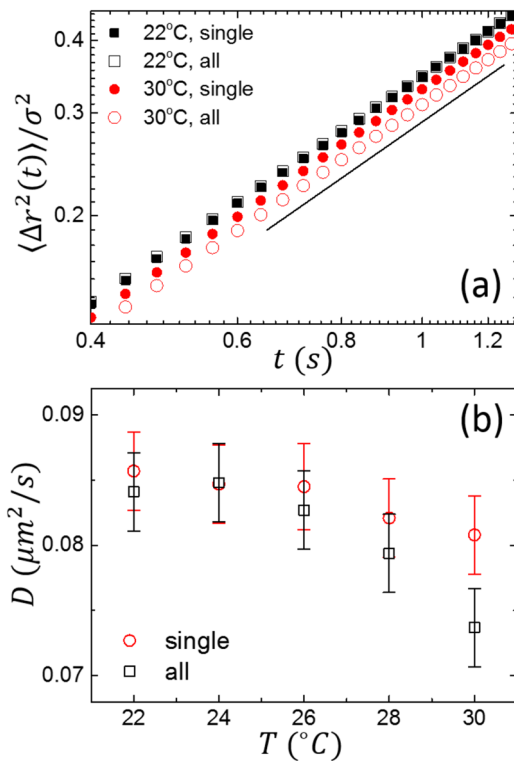 0.4
22°C, single
22°C, all
30°C, single
30°C, all
0.3
⟨Δr²(t)⟩/σ²
0.2
(a)
0.4 0.6 0.8 1 1.2
t (s)
(b)
0.09
D (μm²/s)
0.08
single
all
0.07
22 24 26 28 30
T (°C)